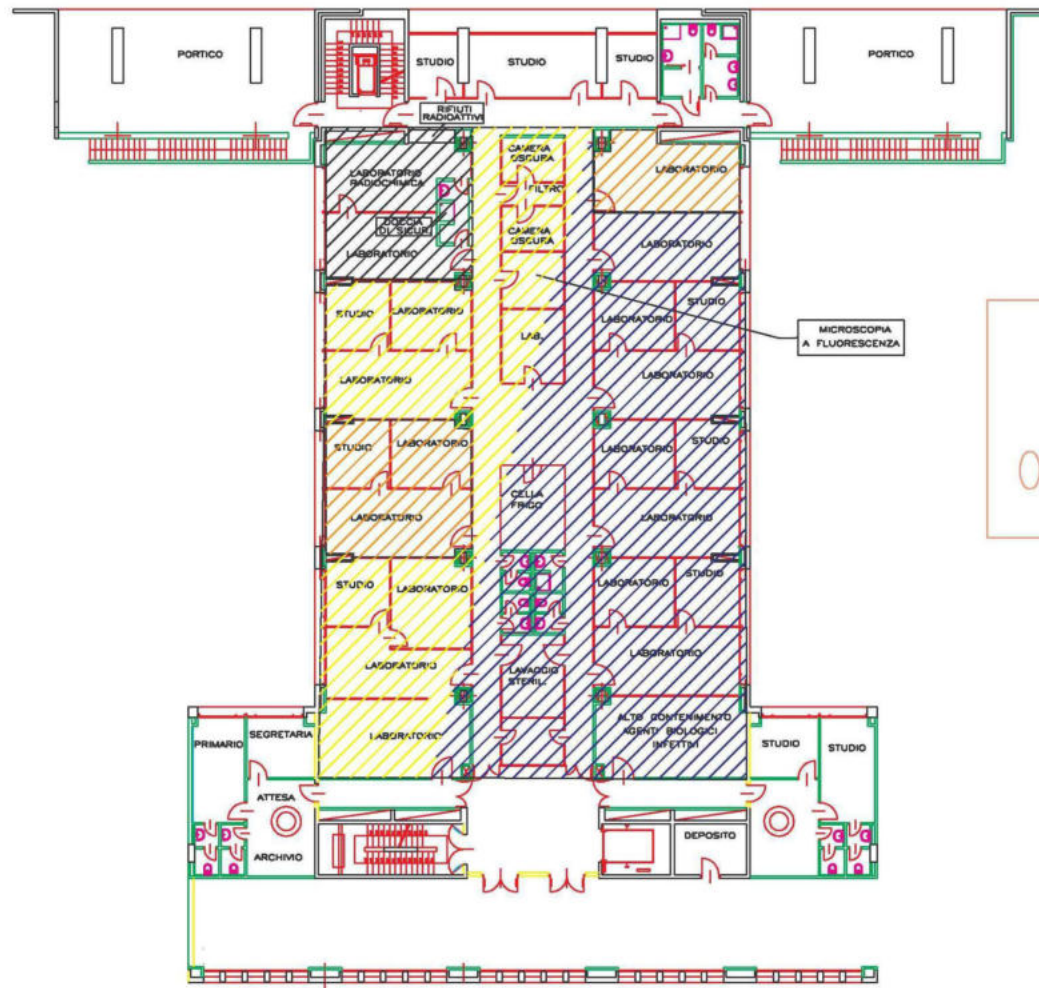 PORTICO
STUDIO
STUDIO
STUDIO
PORTICO
RIFIUTI
RADIOATTIVI
CAMERA
OSCURA
LABORATORIO
RADIOCHIMICA
LABORATORIO
FILTRO
DOCCIA
DI SICUR.
CAMERA
OSCURA
LABORATORIO
LABORATORIO
STUDIO
LABORATORIO
LABORATORIO
STUDIO
MICROSCOPIA
A FLUORESCENZA
LAB.
LABORATORIO
LABORATORIO
STUDIO
LABORATORIO
LABORATORIO
STUDIO
CELLA
FRIGO
LABORATORIO
LABORATORIO
STUDIO
LABORATORIO
LABORATORIO
STUDIO
LABORATORIO
LAVAGGIO
STERIL.
LABORATORIO
LABORATORIO
ALTO CONTENIMENTO
AGENTI BIOLOGICI
INFETTIVI
PRIMARIO
SEGRETARIA
STUDIO
STUDIO
ATTESA
ARCHIVIO
DEPOSITO